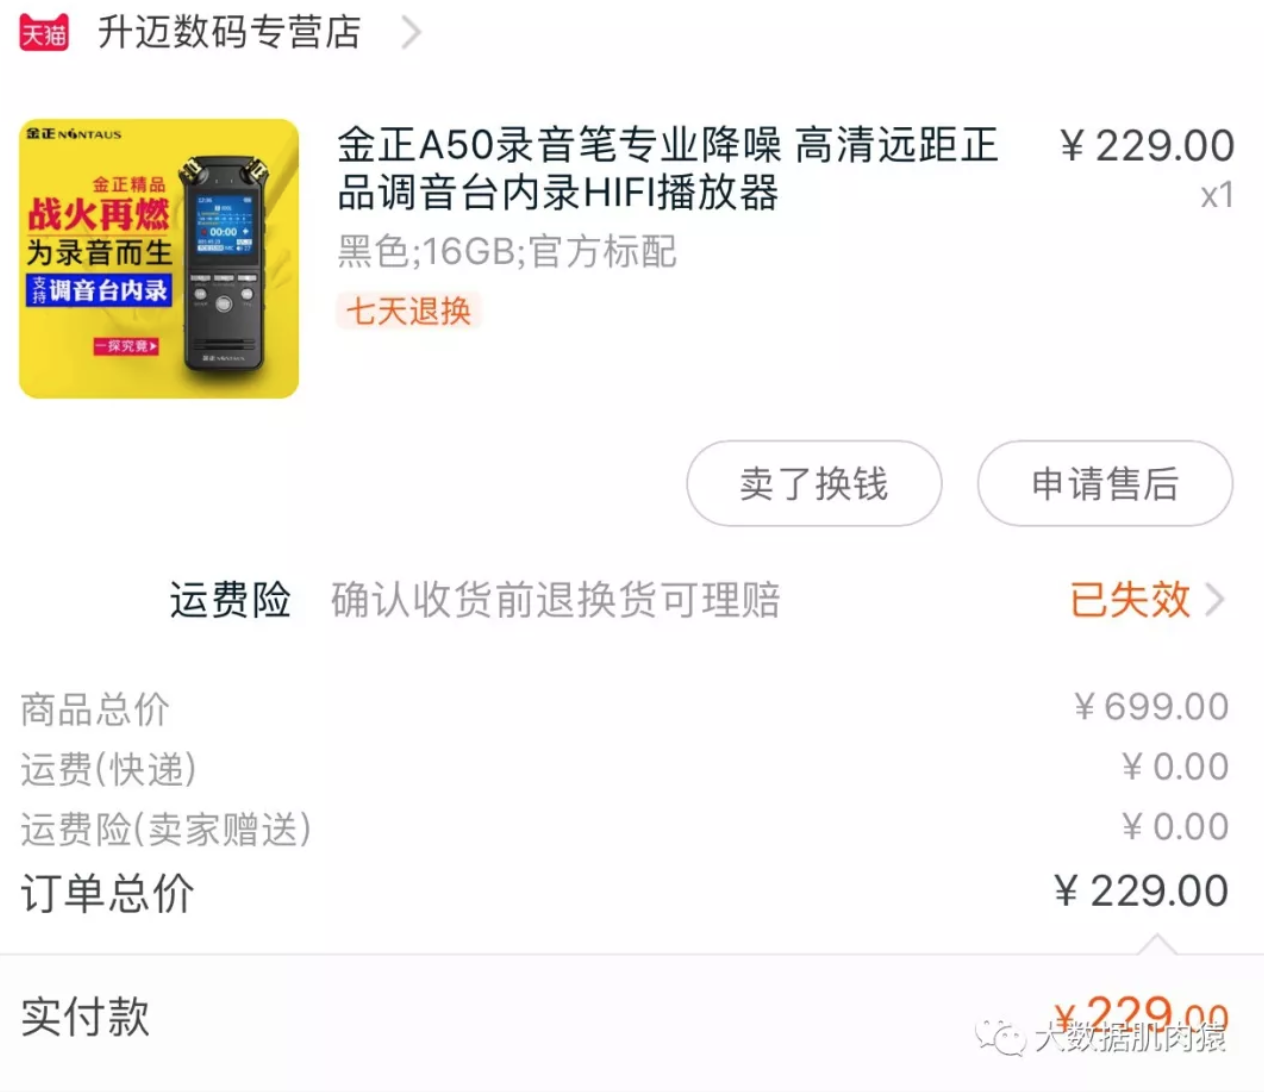 天猫 升迈数码专营店
金正NONTAUS
金正精品
战火再燃
为录音而生
支持 调音台内录
一探究竟
00:00
金正A50录音笔专业降噪 高清远距正 ¥ 229.00
品调音台内录HIFI播放器 x1
黑色;16GB;官方标配
七天退换
卖了换钱 申请售后
运费险 确认收货前退换货可理赔 已失效
商品总价 ¥ 699.00
运费(快递) ¥ 0.00
运费险(卖家赠送) ¥ 0.00
订单总价 ¥ 229.00
实付款 ¥ 229.00
大数据肌肉猿